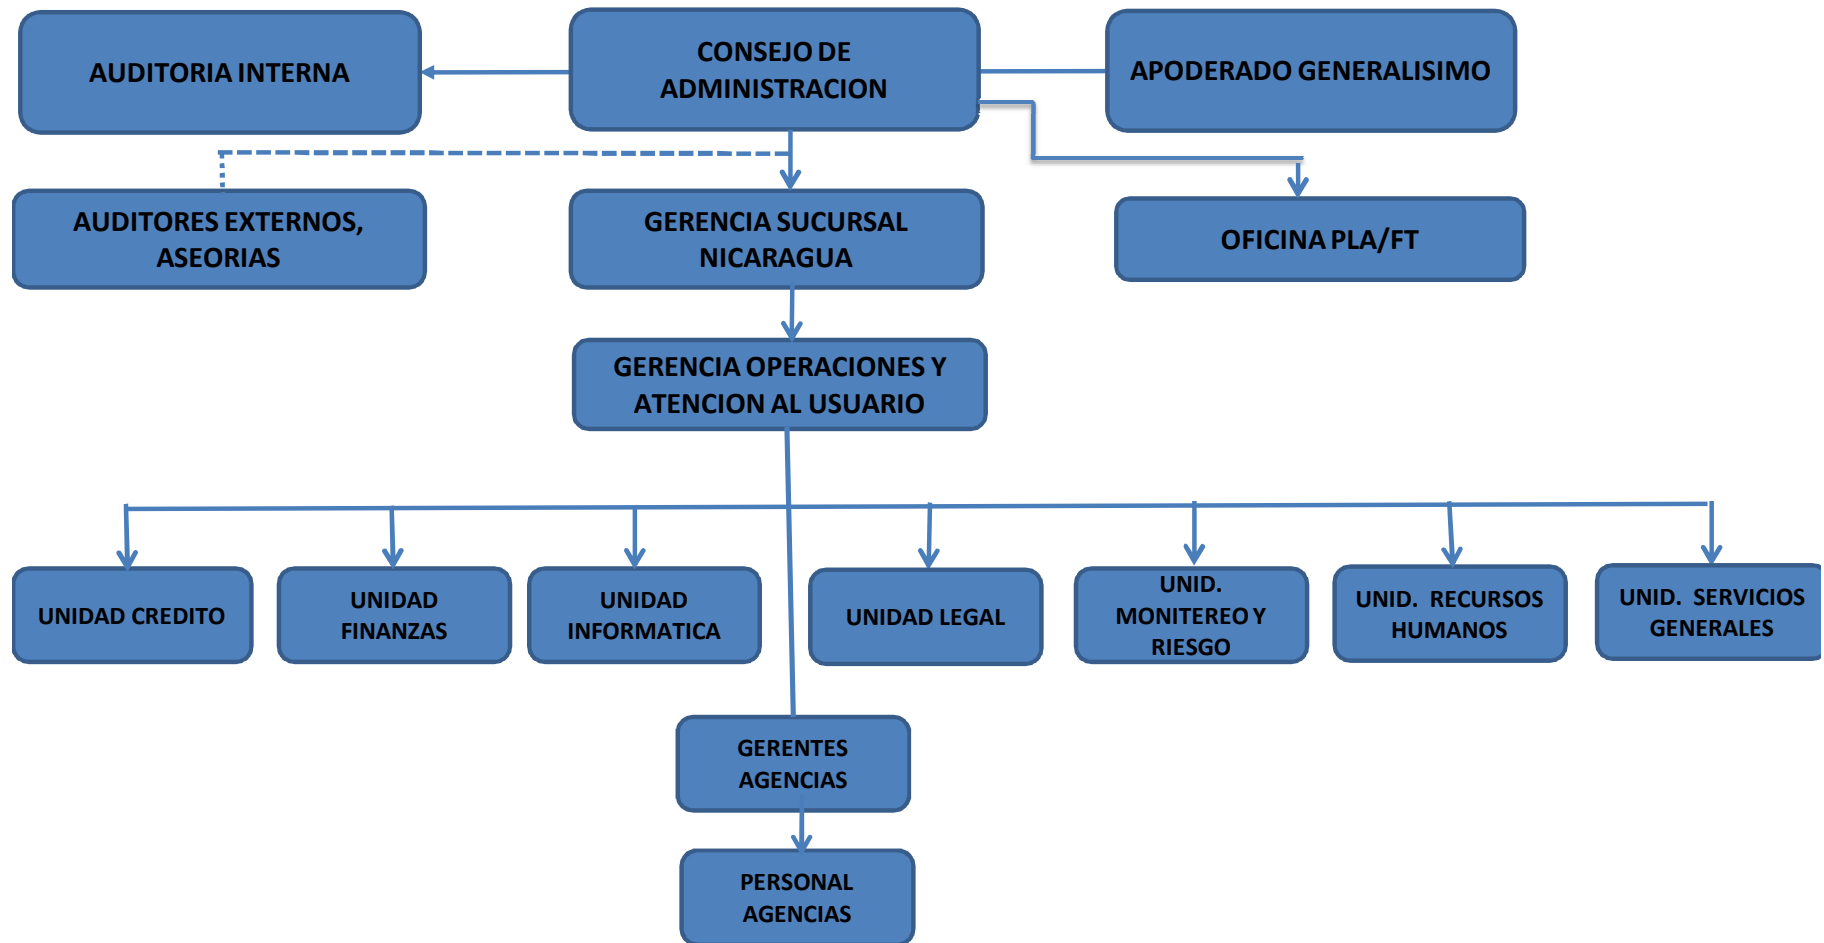 AUDITORIA INTERNA
CONSEJO DE
ADMINISTRACION
APODERADO GENERALISIMO
AUDITORES EXTERNOS,
ASEORIAS
GERENCIA SUCURSAL
NICARAGUA
OFICINA PLA/FT
GERENCIA OPERACIONES Y
ATENCION AL USUARIO
UNIDAD CREDITO
UNIDAD
FINANZAS
UNIDAD
INFORMATICA
UNIDAD LEGAL
UNID.
MONITEREO Y
RIESGO
UNID. RECURSOS
HUMANOS
UNID. SERVICIOS
GENERALES
GERENTES
AGENCIAS
PERSONAL
AGENCIAS